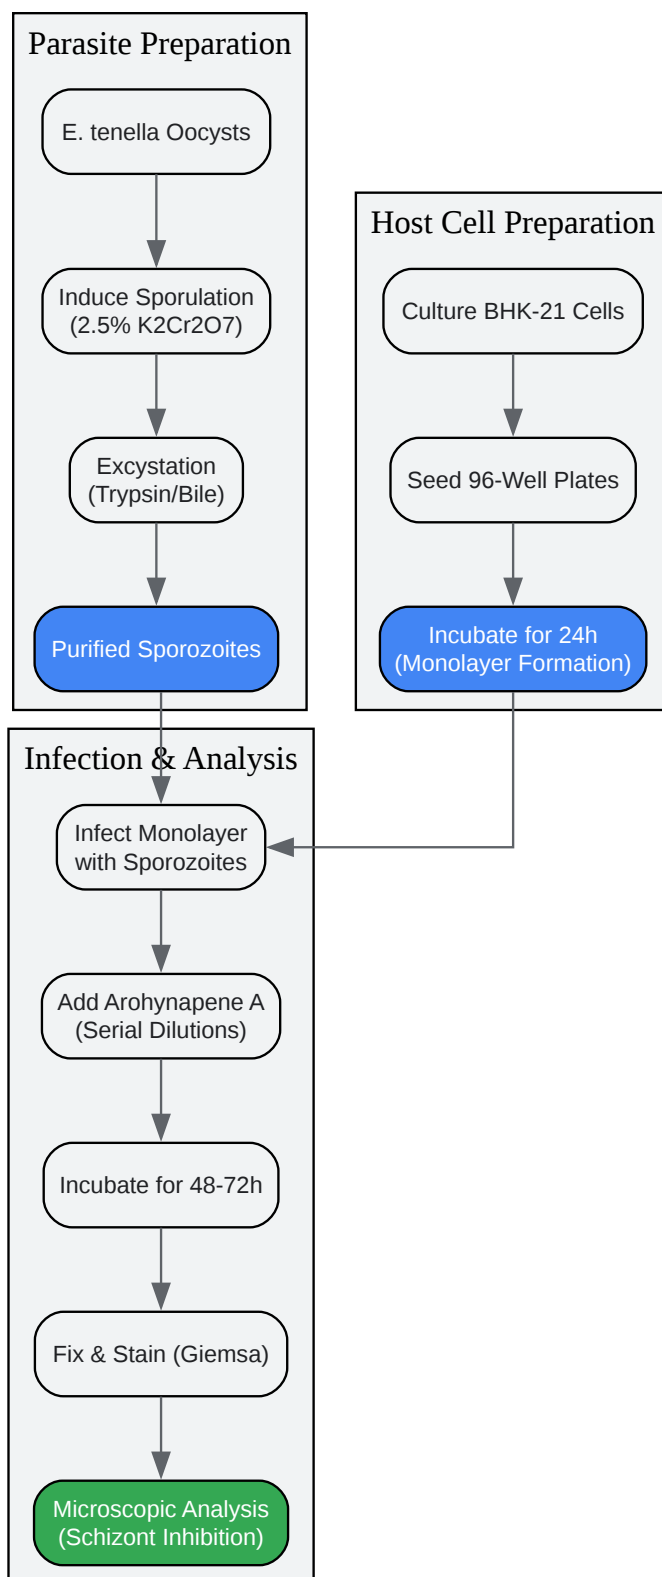 Parasite Preparation
E. tenella Oocysts
Induce Sporulation
(2.5% K2Cr2O7)
Excystation
(Trypsin/Bile)
Purified Sporozoites
Host Cell Preparation
Culture BHK-21 Cells
Seed 96-Well Plates
Incubate for 24h
(Monolayer Formation)
Infection & Analysis
Infect Monolayer
with Sporozoites
Add Arohynapene A
(Serial Dilutions)
Incubate for 48-72h
Fix & Stain (Giemsa)
Microscopic Analysis
(Schizont Inhibition)